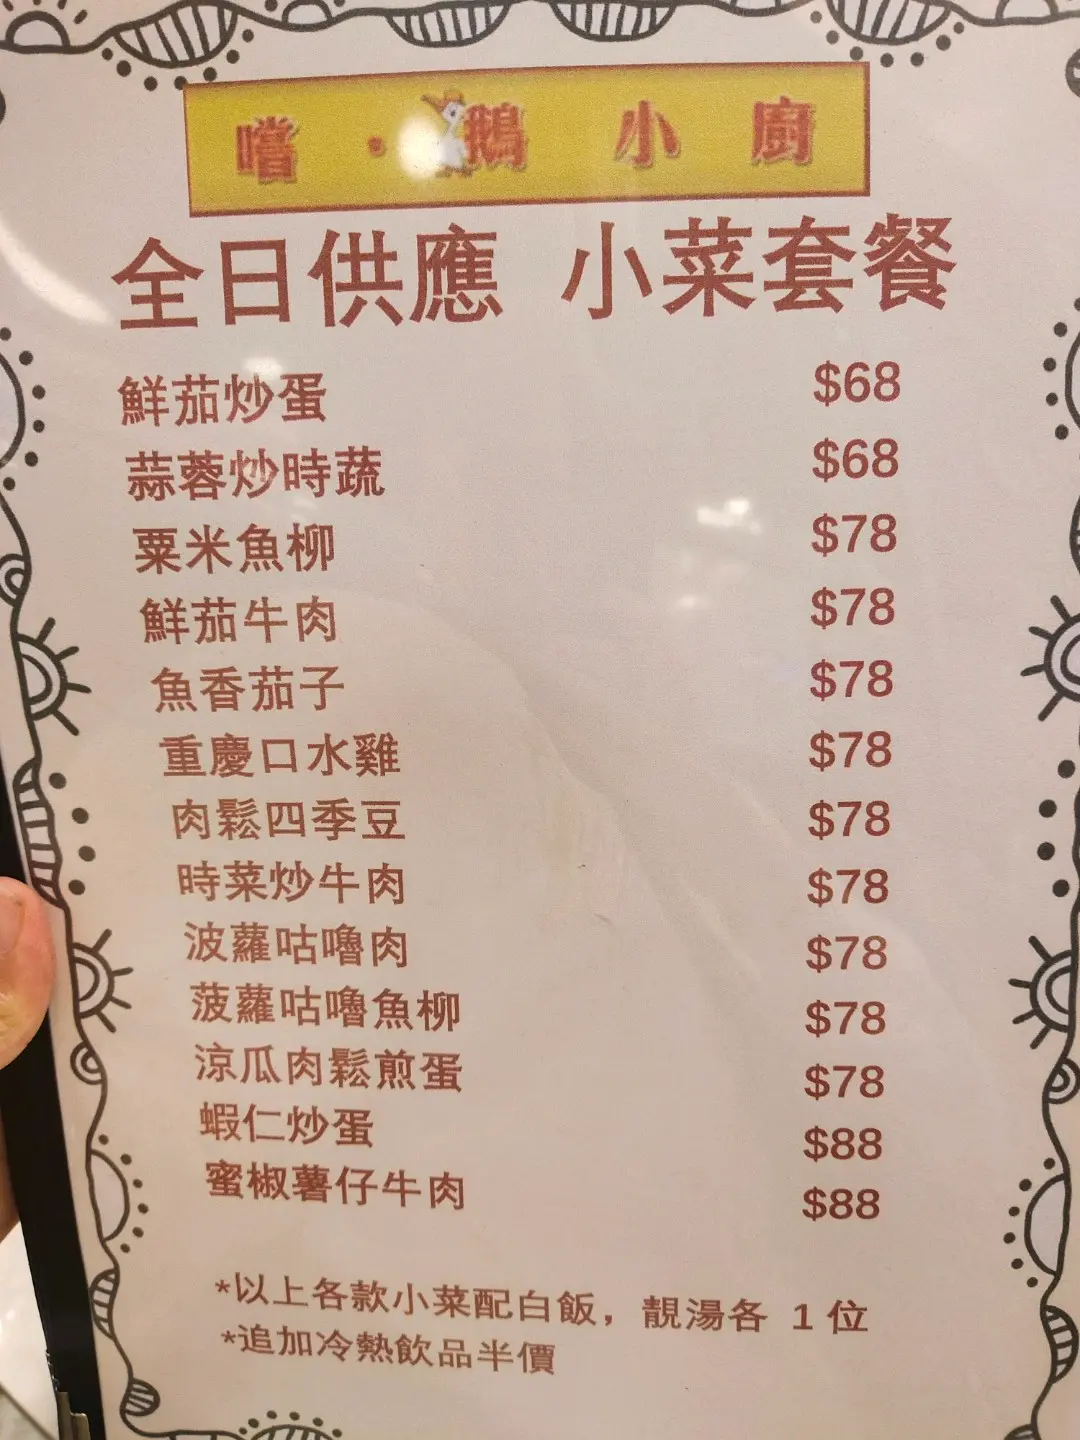 嚐·鵝小廚
全日供應 小菜套餐
鮮茄炒蛋 $68
蒜蓉炒時蔬 $68
粟米魚柳 $78
鮮茄牛肉 $78
魚香茄子 $78
重慶口水雞 $78
肉鬆四季豆 $78
時菜炒牛肉 $78
波蘿咕嚕肉 $78
菠蘿咕嚕魚柳 $78
涼瓜肉鬆煎蛋 $78
蝦仁炒蛋 $88
蜜椒薯仔牛肉 $88
*以上各款小菜配白飯，靚湯各 1 位
*追加冷熱飲品半價